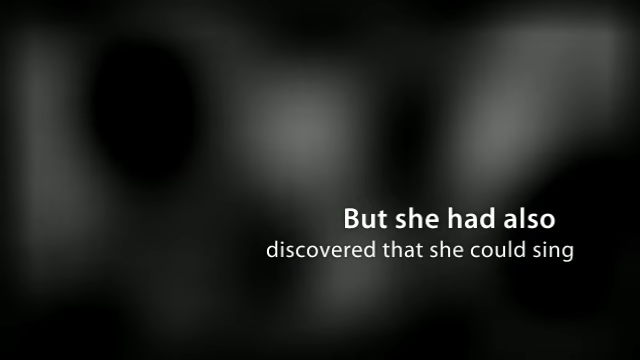 But she had also
discovered that she could sing